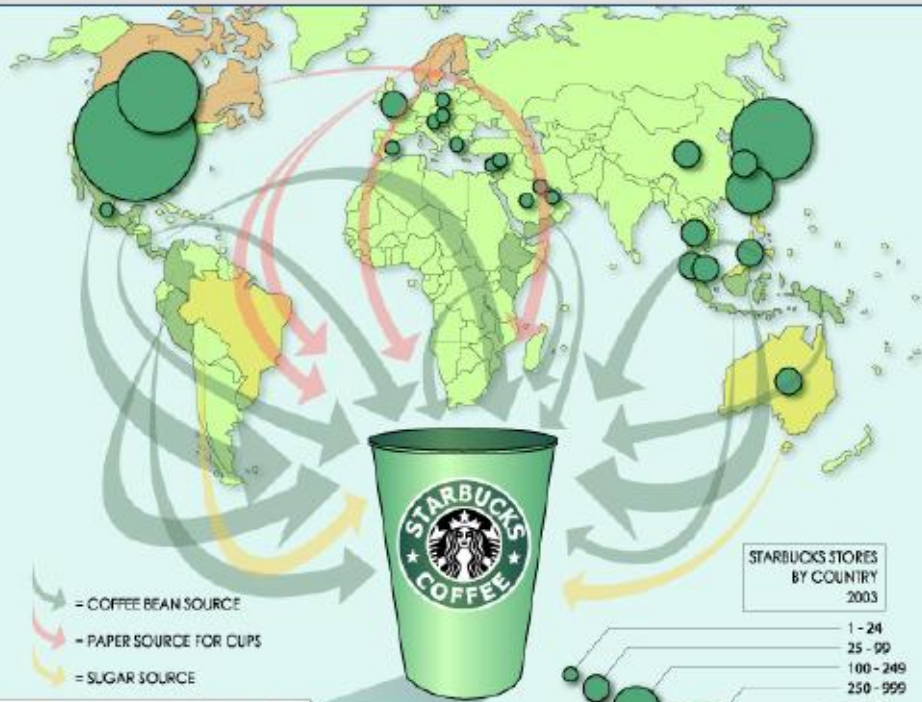 STARBUCKS
COFFEE
STARBUCKS STORES
BY COUNTRY
2003
1 - 24
25 - 99
100 - 249
250 - 999
= COFFEE BEAN SOURCE
= PAPER SOURCE FOR CUPS
= SUGAR SOURCE